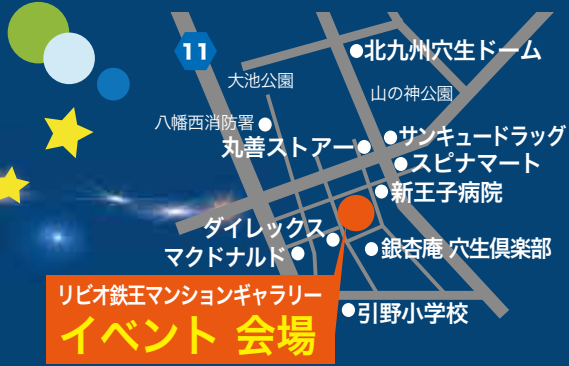 11
北九州穴生ドーム
大池公園
山の神公園
八幡西消防署
サンキュードラッグ
丸善ストアー
スピナマート
新王子病院
ダイレックス
銀杏庵 穴生倶楽部
マクドナルド
リビオ鉄王マンションギャラリー
イベント 会場
引野小学校